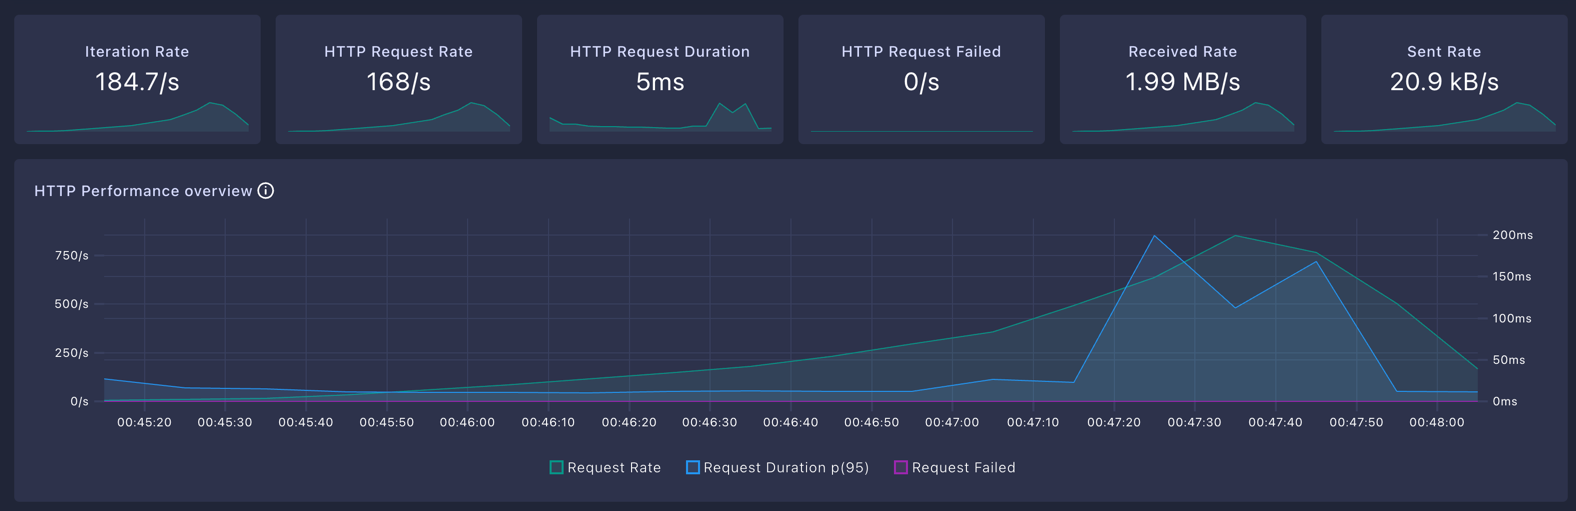 Iteration Rate
184.7/s
HTTP Request Rate
168/s
HTTP Request Duration
5ms
HTTP Request Failed
0/s
Received Rate
1.99 MB/s
Sent Rate
20.9 kB/s
HTTP Performance overview
750/s
500/s
250/s
0/s
200ms
150ms
100ms
50ms
0ms
00:45:20 00:45:30 00:45:40 00:45:50 00:46:00 00:46:10 00:46:20 00:46:30 00:46:40 00:46:50 00:47:00 00:47:10 00:47:20 00:47:30 00:47:40 00:47:50 00:48:00
Request Rate Request Duration p(95) Request Failed